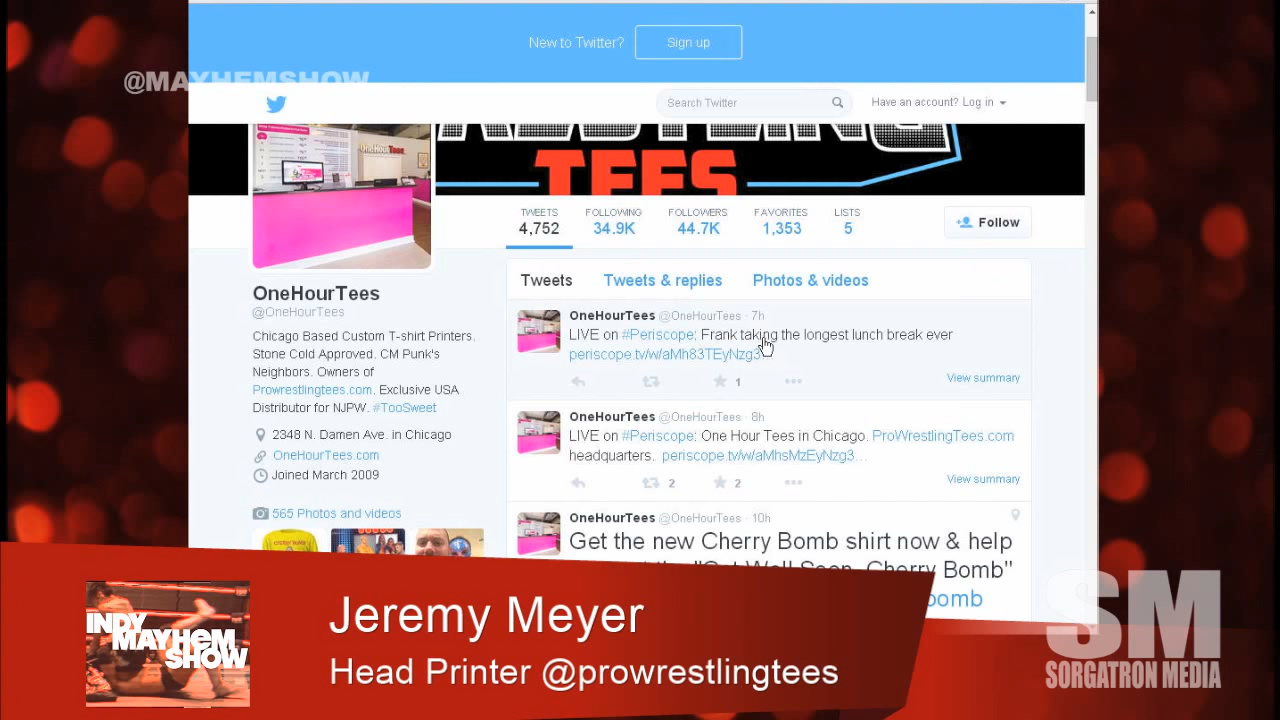 New to Twitter? Sign up
@MAYHEMSHOW
Search Twitter
Have an account? Log in
WRESTLING
TEES
OneHourTees
TWEETS FOLLOWING FOLLOWERS FAVORITES LISTS
4,752 34.9K 44.7K 1,353 5
Follow
Tweets Tweets & replies Photos & videos
OneHourTees
@OneHourTees
Chicago Based Custom T-shirt Printers.
Stone Cold Approved. CM Punk's
Neighbors. Owners of
Prowrestlingtees.com. Exclusive USA
Distributor for NJPW. #TooSweet
2348 N. Damen Ave. in Chicago
OneHourTees.com
Joined March 2009
565 Photos and videos
OneHourTees @OneHourTees · 7h
LIVE on #Periscope: Frank taking the longest lunch break ever
periscope.tv/w/aMh83TEyNzg3
1
View summary
OneHourTees @OneHourTees · 8h
LIVE on #Periscope: One Hour Tees in Chicago. ProWrestlingTees.com
headquarters. periscope.tv/w/aMhsMzEyNzg3…
2 2
View summary
OneHourTees @OneHourTees · 10h
Get the new Cherry Bomb shirt now & help
"Get Well Soon, Cherry Bomb"
INDY
MAYHEM
SHOW
Jeremy Meyer
Head Printer @prowrestlingtees
SM
SORGATRON MEDIA